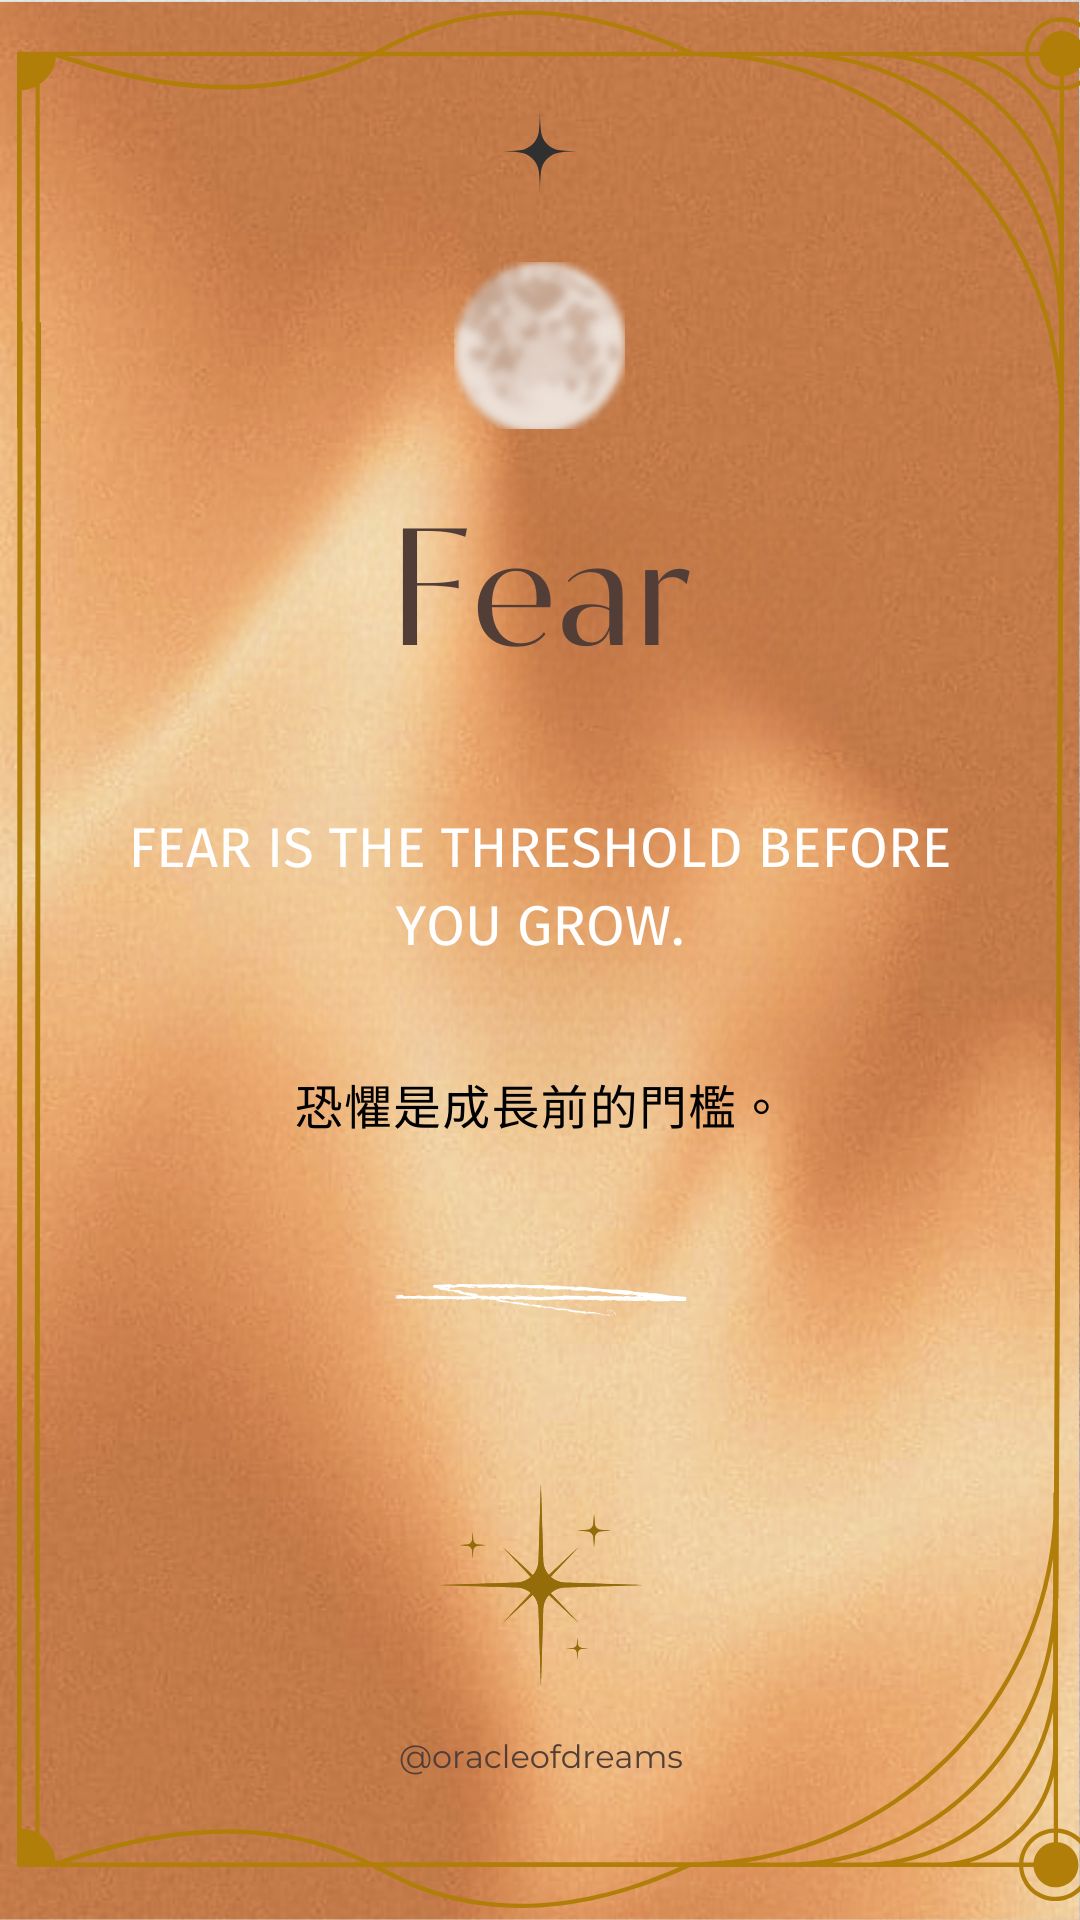 Fear
FEAR IS THE THRESHOLD BEFORE
YOU GROW.
恐懼是成長前的門檻。
@oracleofdreams